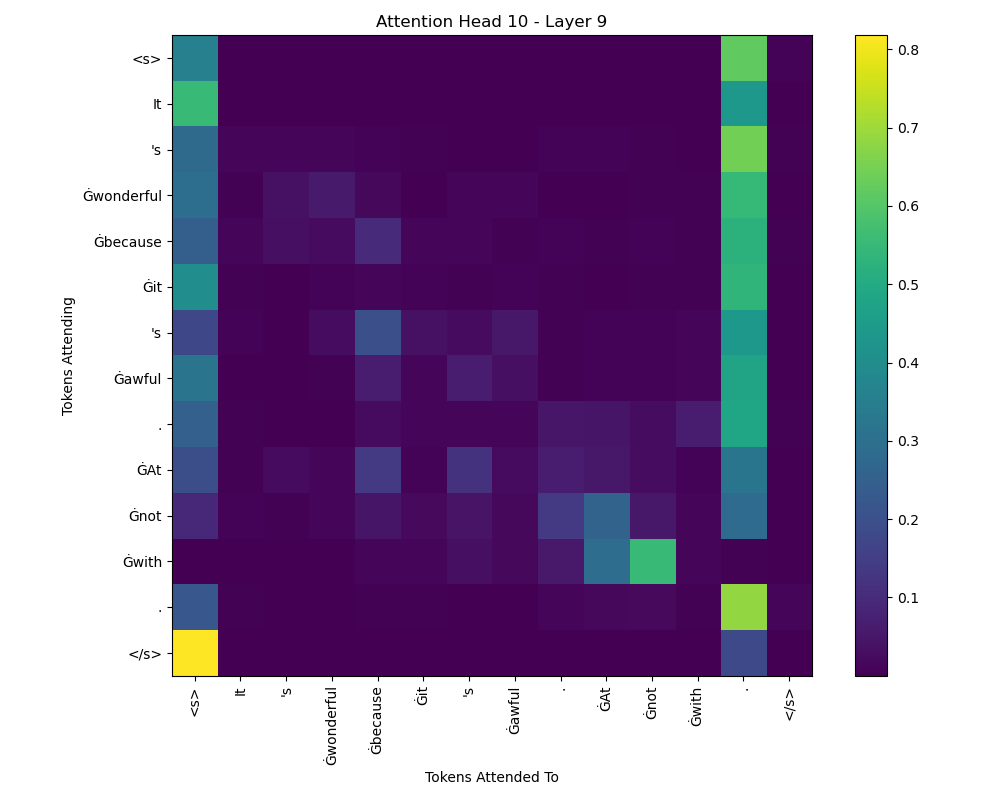 Attention Head 10 - Layer 9
Tokens Attending
<s>
It
's
Ġwonderful
Ġbecause
Ġit
's
Ġawful
.
ĠAt
Ġnot
Ġwith
.
</s>
<s>
It
's
Ġwonderful
Ġbecause
Ġit
's
Ġawful
.
ĠAt
Ġnot
Ġwith
.
</s>
Tokens Attended To
0.8
0.7
0.6
0.5
0.4
0.3
0.2
0.1